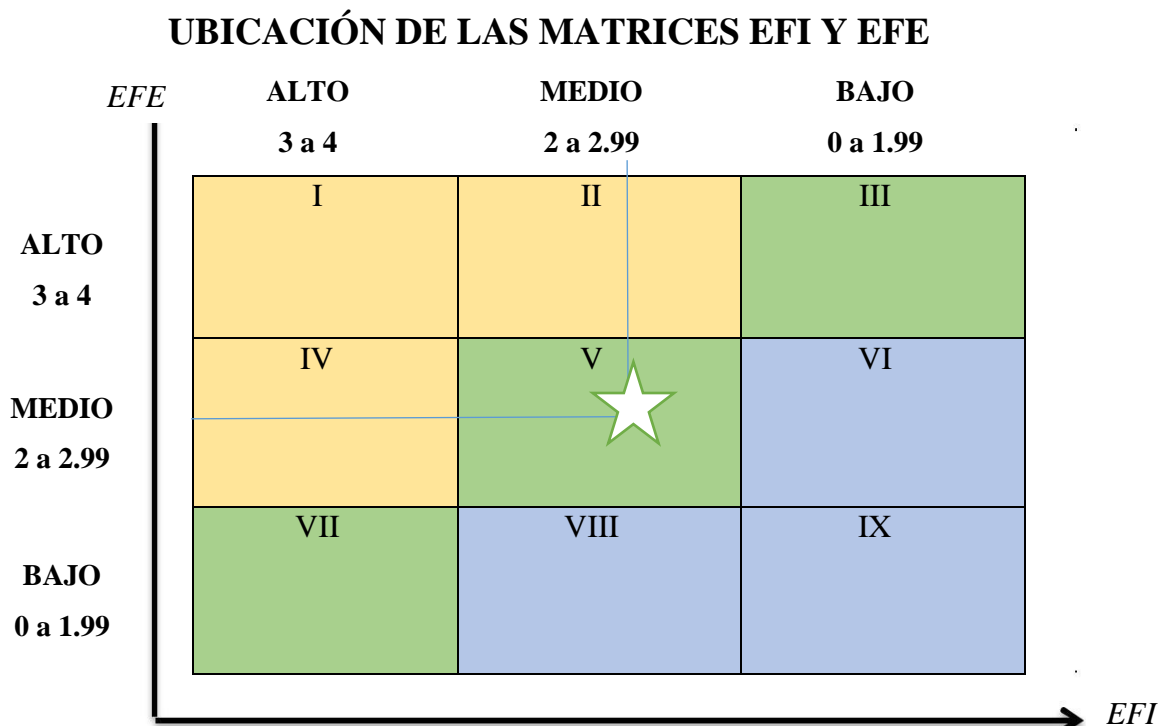 UBICACIÓN DE LAS MATRICES EFI Y EFE
EFE
ALTO
MEDIO
BAJO
3 a 4
2 a 2.99
0 a 1.99
I
II
III
ALTO
3 a 4
IV
V
VI
MEDIO
2 a 2.99
VII
VIII
IX
BAJO
0 a 1.99
EFI